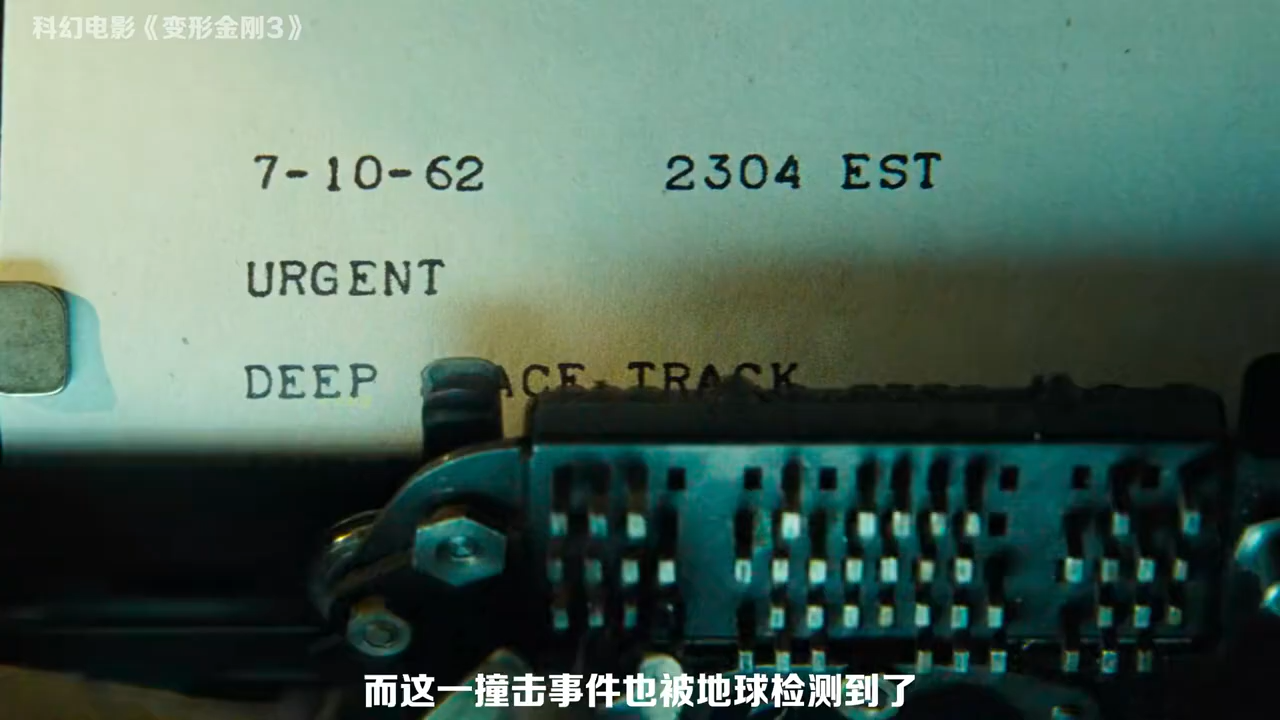 科幻电影《变形金刚3》
7-10-62 2304 EST
URGENT
DEEP TRACK
而这一撞击事件也被地球检测到了